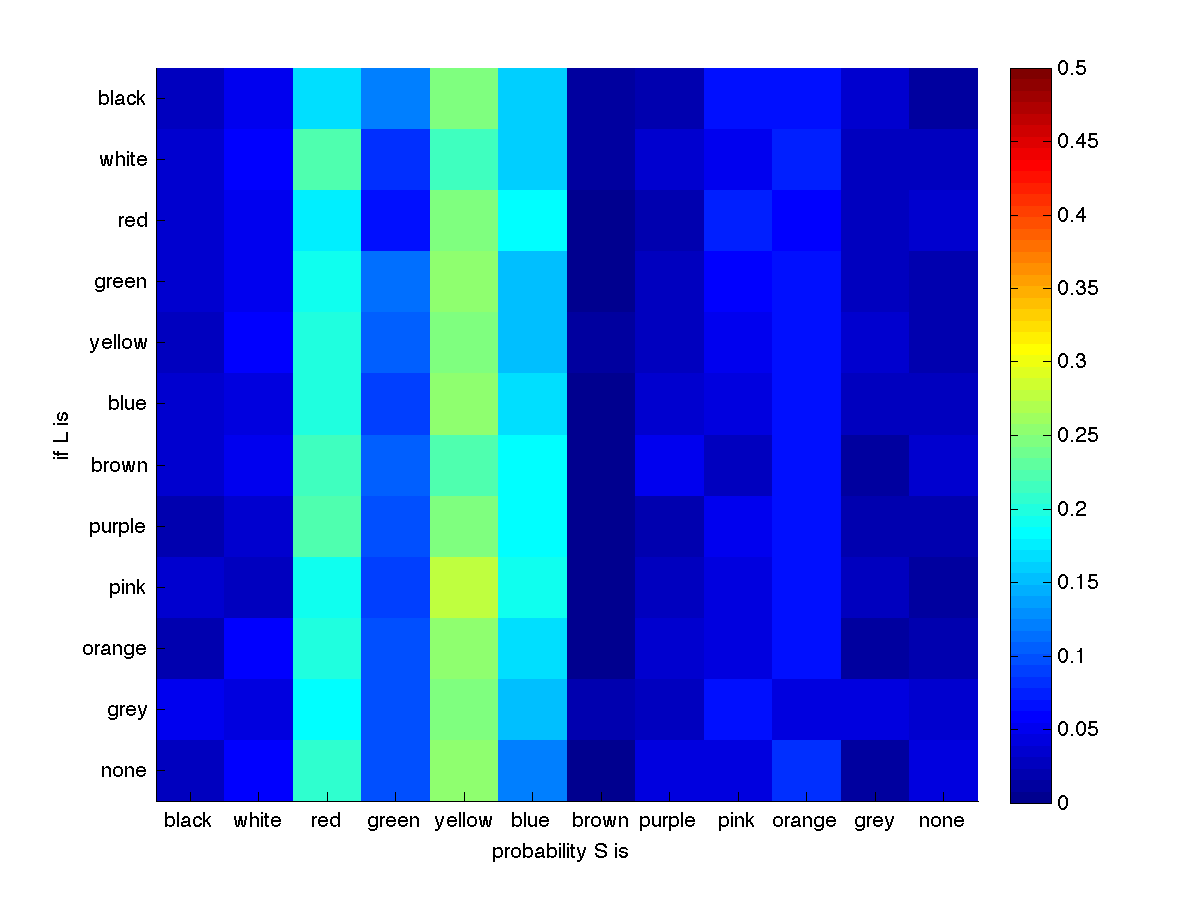 black
white
red
green
yellow
blue
brown
purple
pink
orange
grey
none
if L is
black white red green yellow blue brown purple pink orange grey none
probability S is
0.5
0.45
0.4
0.35
0.3
0.25
0.2
0.15
0.1
0.05
0